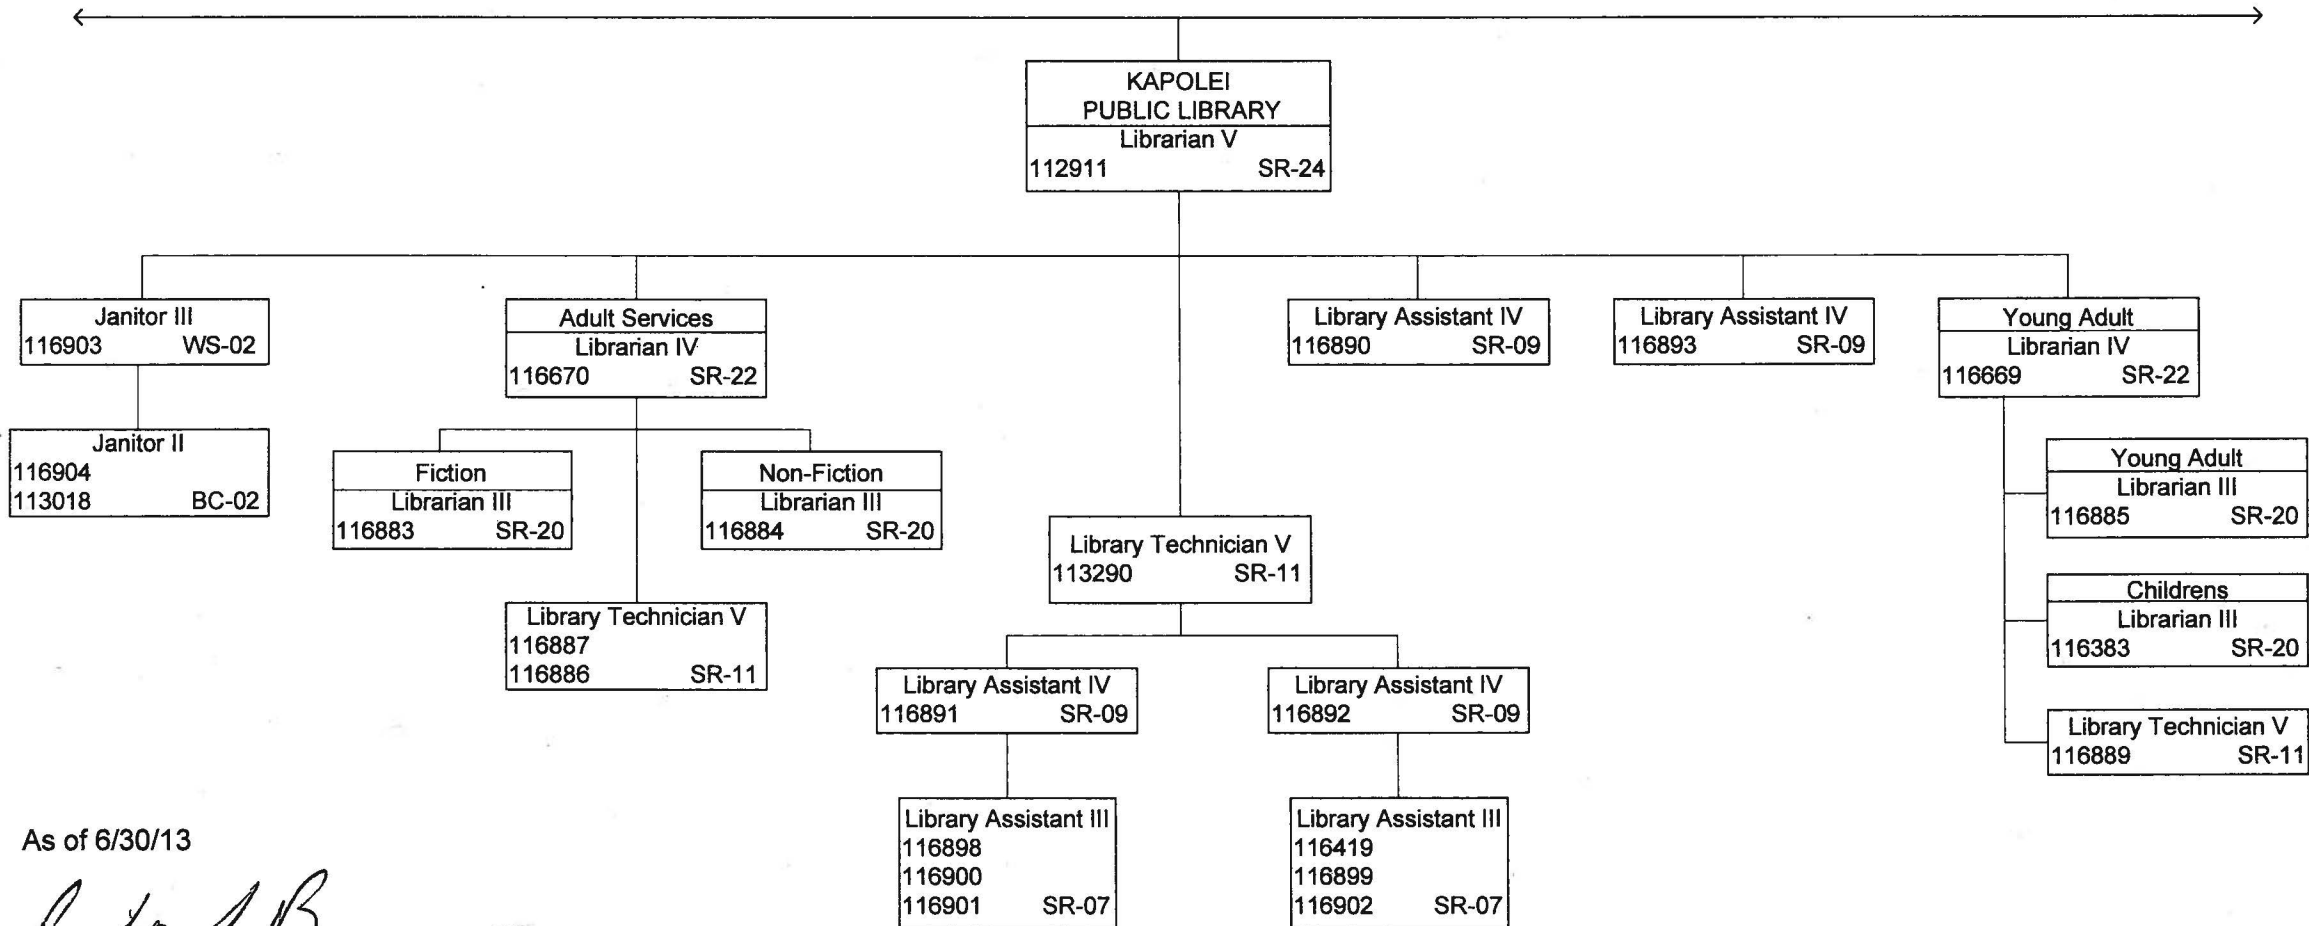 KAPOLEI
PUBLIC LIBRARY
Librarian V
112911 SR-24
Janitor III
116903 WS-02
Adult Services
Librarian IV
116670 SR-22
Library Assistant IV
116890 SR-09
Library Assistant IV
116893 SR-09
Young Adult
Librarian IV
116669 SR-22
Janitor II
116904
113018 BC-02
Fiction
Librarian III
116883 SR-20
Non-Fiction
Librarian III
116884 SR-20
Library Technician V
116887
116886 SR-11
Library Technician V
113290 SR-11
Library Assistant IV
116891 SR-09
Library Assistant IV
116892 SR-09
Library Assistant III
116898
116900
116901 SR-07
Library Assistant III
116419
116899
116902 SR-07
Young Adult
Librarian III
116885 SR-20
Childrens
Librarian III
116383 SR-20
Library Technician V
116889 SR-11
As of 6/30/13